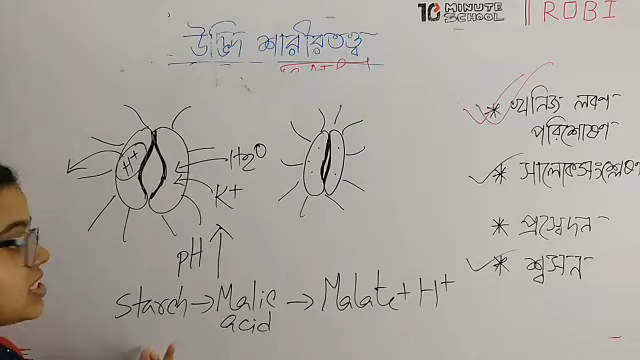 10 MINUTE SCHOOL | ROBI
উদ্ভিদ শারীরতত্ত্ব
* খনিজ লবণ
পরিশোষণ
* সালোকসংশ্লেষণ
* প্রস্বেদন
* শ্বসন
H+
H2O
K+
pH
Starch → Malic → Malate + H+
acid